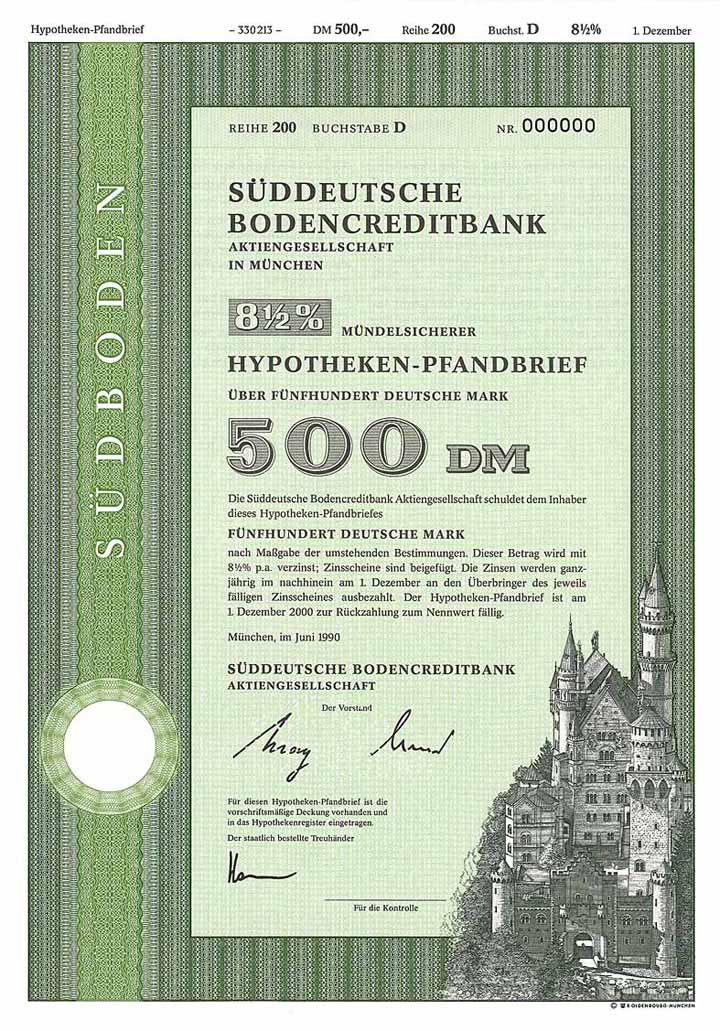 Hypotheken-Pfandbrief – 330213 – DM 500,– Reihe 200 Buchst. D 8½% 1. Dezember
REIHE 200 BUCHSTABE D NR. 000000
SÜDBODEN
SÜDDEUTSCHE
BODENCREDITBANK
AKTIENGESELLSCHAFT
IN MÜNCHEN
8½%
MÜNDELSICHERER
HYPOTHEKEN-PFANDBRIEF
ÜBER FÜNFHUNDERT DEUTSCHE MARK
500 DM
Die Süddeutsche Bodencreditbank Aktiengesellschaft schuldet dem Inhaber
dieses Hypotheken-Pfandbriefes
FÜNFHUNDERT DEUTSCHE MARK
nach Maßgabe der umstehenden Bestimmungen. Dieser Betrag wird mit
8½% p.a. verzinst; Zinsscheine sind beigefügt. Die Zinsen werden ganz-
jährig im nachhinein am 1. Dezember an den Überbringer des jeweils
fälligen Zinsscheines ausbezahlt. Der Hypotheken-Pfandbrief ist am
1. Dezember 2000 zur Rückzahlung zum Nennwert fällig.
München, im Juni 1990
SÜDDEUTSCHE BODENCREDITBANK
AKTIENGESELLSCHAFT
Der Vorstand
Für diesen Hypotheken-Pfandbrief ist die
vorschriftsmäßige Deckung vorhanden und
in das Hypothekenregister eingetragen.
Der staatlich bestellte Treuhänder
Für die Kontrolle
R·OLDENBOURG·MÜNCHEN